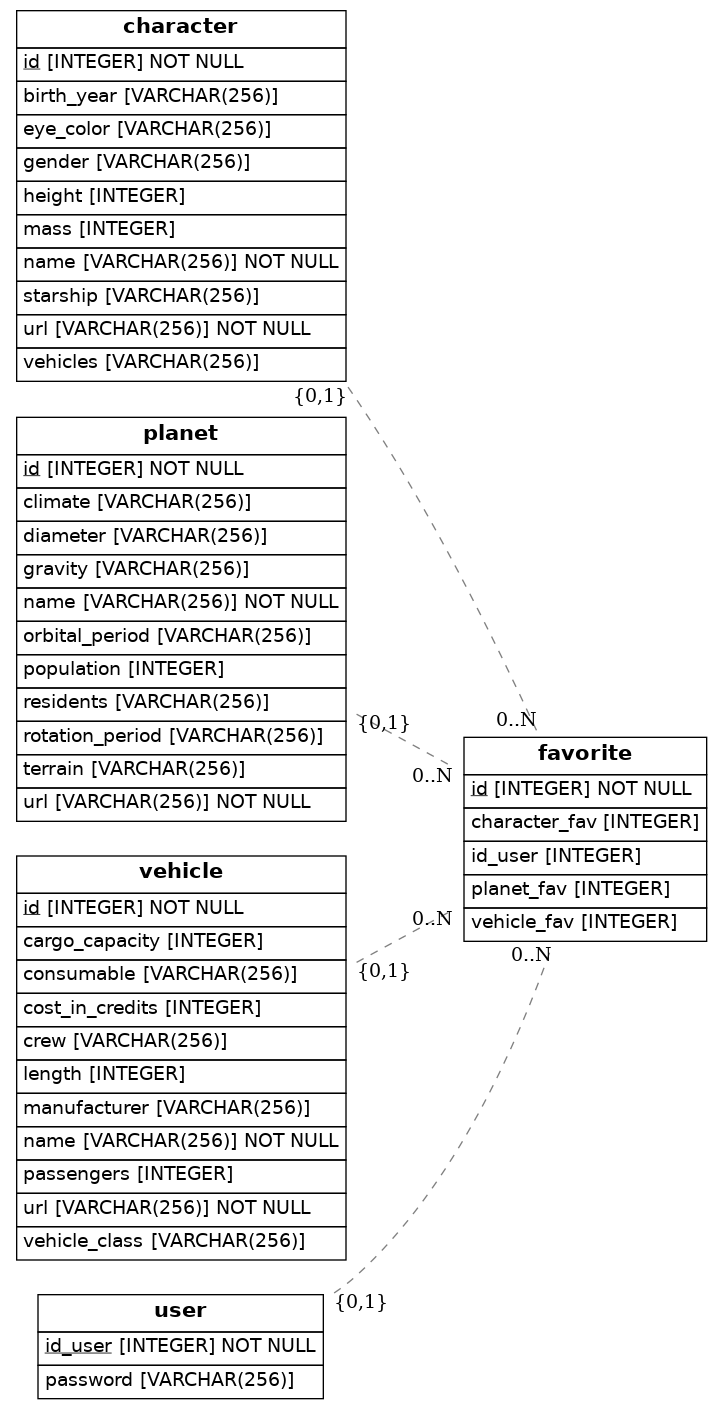 character
id [INTEGER] NOT NULL
birth_year [VARCHAR(256)]
eye_color [VARCHAR(256)]
gender [VARCHAR(256)]
height [INTEGER]
mass [INTEGER]
name [VARCHAR(256)] NOT NULL
starship [VARCHAR(256)]
url [VARCHAR(256)] NOT NULL
vehicles [VARCHAR(256)]
{0,1}
planet
id [INTEGER] NOT NULL
climate [VARCHAR(256)]
diameter [VARCHAR(256)]
gravity [VARCHAR(256)]
name [VARCHAR(256)] NOT NULL
orbital_period [VARCHAR(256)]
population [INTEGER]
residents [VARCHAR(256)]
rotation_period [VARCHAR(256)]
terrain [VARCHAR(256)]
url [VARCHAR(256)] NOT NULL
{0,1}
0..N
0..N
favorite
id [INTEGER] NOT NULL
character_fav [INTEGER]
id_user [INTEGER]
planet_fav [INTEGER]
vehicle_fav [INTEGER]
0..N
0..N
vehicle
id [INTEGER] NOT NULL
cargo_capacity [INTEGER]
consumable [VARCHAR(256)]
cost_in_credits [INTEGER]
crew [VARCHAR(256)]
length [INTEGER]
manufacturer [VARCHAR(256)]
name [VARCHAR(256)] NOT NULL
passengers [INTEGER]
url [VARCHAR(256)] NOT NULL
vehicle_class [VARCHAR(256)]
{0,1}
user
id_user [INTEGER] NOT NULL
password [VARCHAR(256)]
{0,1}